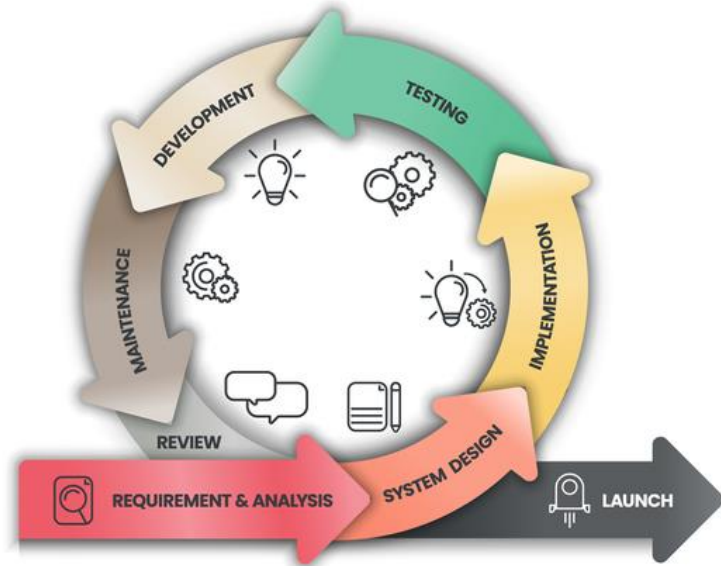 REQUIREMENT & ANALYSIS
SYSTEM DESIGN
IMPLEMENTATION
TESTING
DEVELOPMENT
MAINTENANCE
REVIEW
LAUNCH